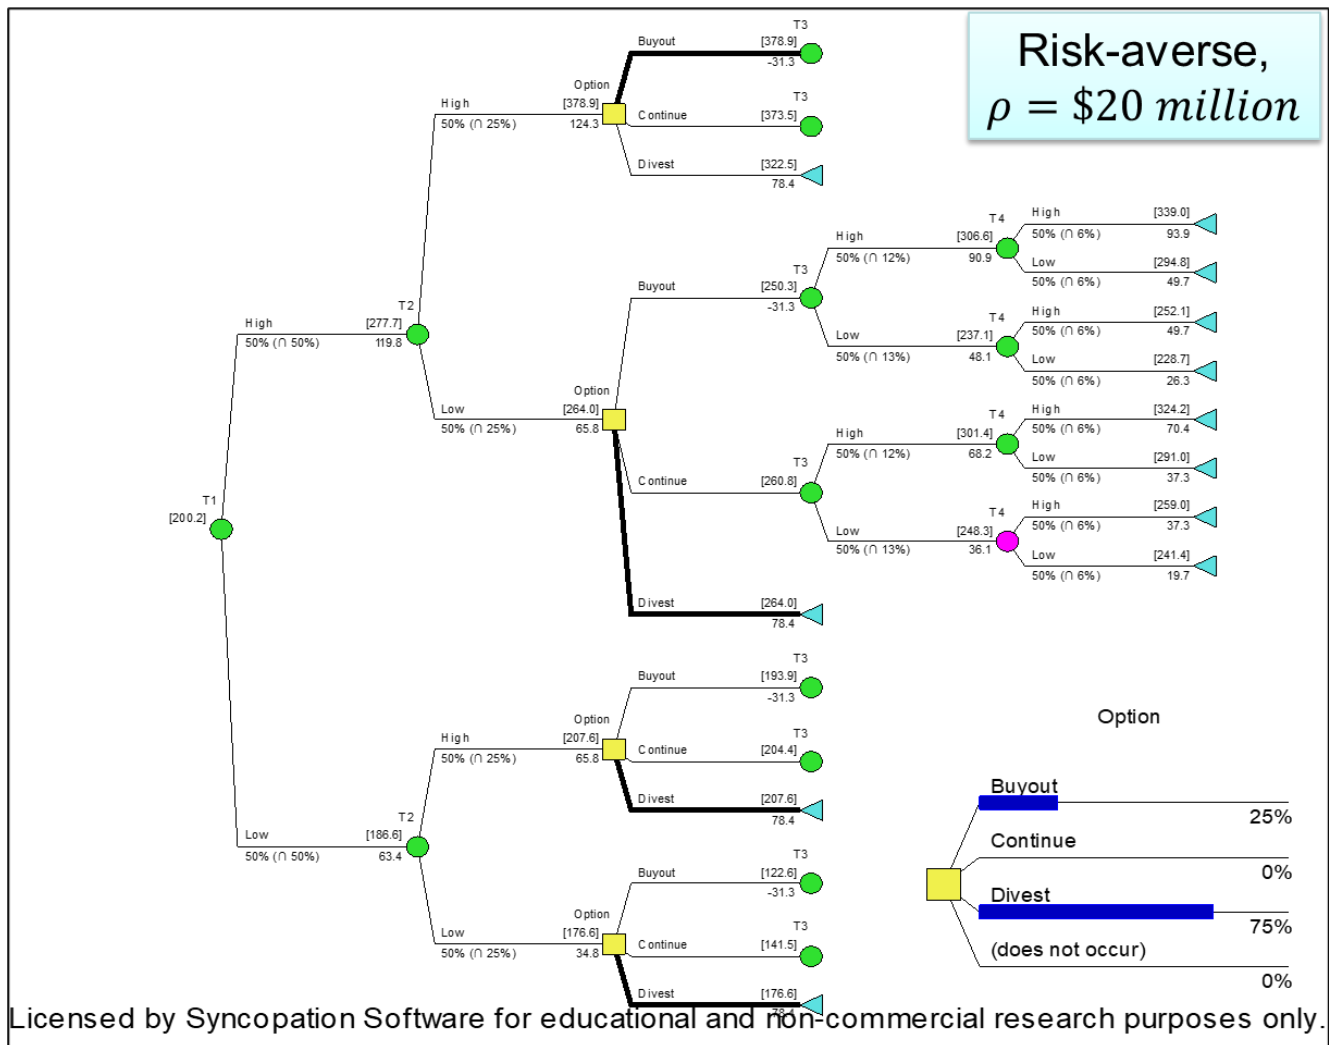 Risk-averse,
ρ = $20 million
T3
Buyout [378.9]
-31.3
Option
T3
High [378.9]
Continue [373.5]
50% (∩ 25%) 124.3
Divest [322.5]
78.4
T4
High [339.0]
50% (∩ 6%) 93.9
High [306.6]
50% (∩ 12%) 90.9
Low [294.8]
50% (∩ 6%) 49.7
T3
Buyout [250.3]
-31.3
T2
High [277.7]
50% (∩ 50%) 119.8
T4
High [252.1]
50% (∩ 6%) 49.7
Low [237.1]
50% (∩ 13%) 48.1
Low [228.7]
50% (∩ 6%) 26.3
Option
Low [264.0]
50% (∩ 25%) 65.8
T4
High [324.2]
50% (∩ 6%) 70.4
High [301.4]
50% (∩ 12%) 68.2
Low [291.0]
50% (∩ 6%) 37.3
T3
Continue [260.8]
T1
[200.2]
T4
High [259.0]
50% (∩ 6%) 37.3
Low [248.3]
50% (∩ 13%) 36.1
Low [241.4]
50% (∩ 6%) 19.7
Divest [264.0]
78.4
T3
Buyout [193.9]
-31.3
Option
T3
High [207.6]
Continue [204.4]
50% (∩ 25%) 65.8
Divest [207.6]
78.4
T2
Low [186.6]
50% (∩ 50%) 63.4
T3
Buyout [122.6]
-31.3
Option
T3
Low [176.6]
Continue [141.5]
50% (∩ 25%) 34.8
Divest [176.6]
78.4
Option
Buyout
25%
Continue
0%
Divest
75%
(does not occur)
0%
Licensed by Syncopation Software for educational and non-commercial research purposes only.